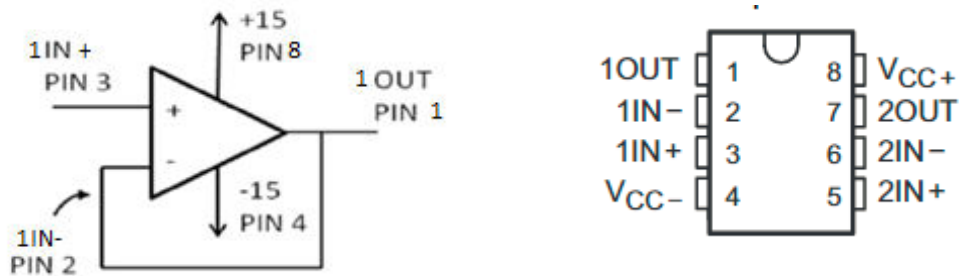 1IN +
PIN 3
+15
PIN 8
1 OUT
PIN 1
+
-
-15
PIN 4
1IN-
PIN 2
1OUT 1 8 VCC+
1IN− 2 7 2OUT
1IN+ 3 6 2IN−
VCC− 4 5 2IN+